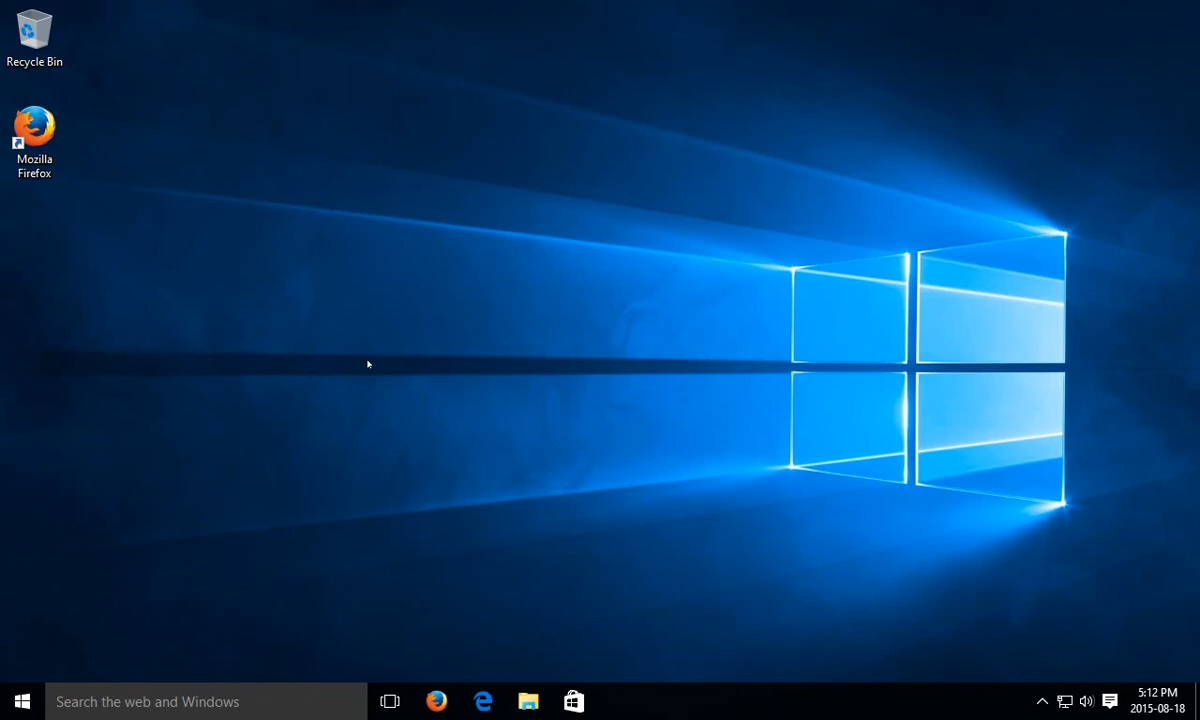 Recycle Bin
Mozilla
Firefox
Search the web and Windows
5:12 PM
2015-08-18